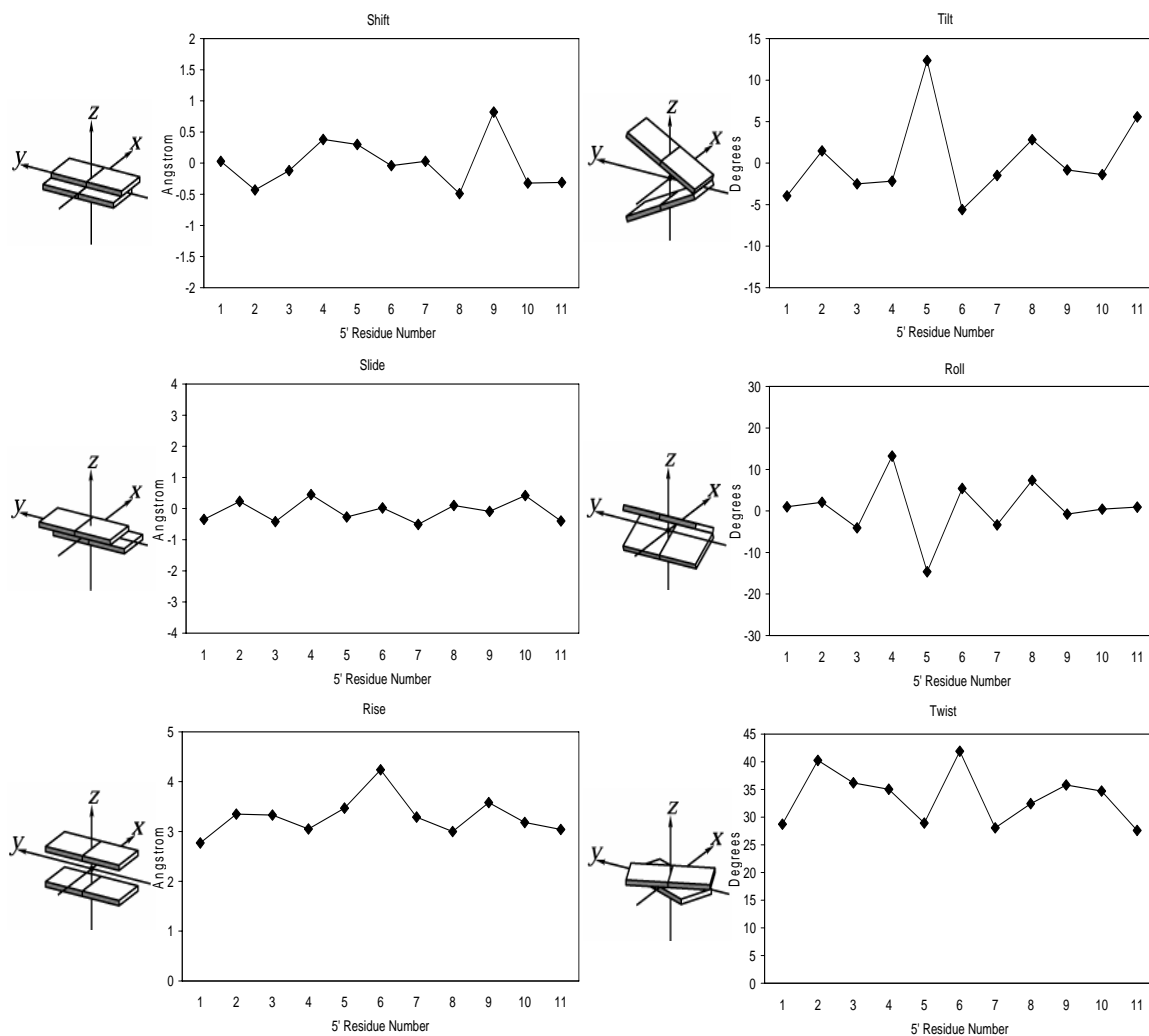 Shift
2
1.5
1
0.5
0
-0.5
-1
-1.5
-2
Angstrom
1 2 3 4 5 6 7 8 9 10 11
5' Residue Number
z
y
x
Tilt
15
10
5
0
-5
-10
-15
Degrees
1 2 3 4 5 6 7 8 9 10 11
5' Residue Number
z
y
x
Slide
4
3
2
1
0
-1
-2
-3
-4
Angstrom
1 2 3 4 5 6 7 8 9 10 11
5' Residue Number
z
y
x
Roll
30
20
10
0
-10
-20
-30
Degrees
1 2 3 4 5 6 7 8 9 10 11
5' Residue Number
z
y
x
Rise
5
4
3
2
1
0
Angstrom
1 2 3 4 5 6 7 8 9 10 11
5' Residue Number
z
y
x
Twist
45
40
35
30
25
20
15
10
5
0
Degrees
1 2 3 4 5 6 7 8 9 10 11
5' Residue Number
z
y
x